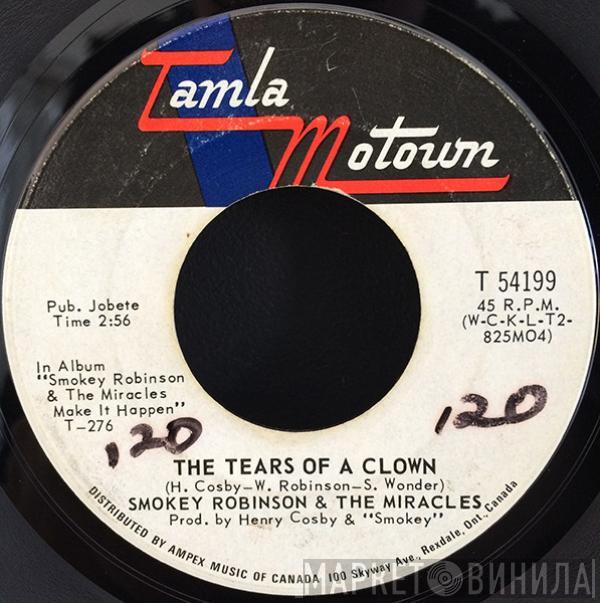 Tamla
Motown
T 54199
45 R.P.M.
(W-C-K-L-T2-
825MO4)
Pub. Jobete
Time 2:56
In Album
"Smokey Robinson
& The Miracles
Make It Happen"
T-276
120
120
THE TEARS OF A CLOWN
(H. Cosby-W. Robinson-S. Wonder)
SMOKEY ROBINSON & THE MIRACLES
Prod. by Henry Cosby & "Smokey"
DISTRIBUTED BY AMPEX MUSIC OF CANADA 100 Skyway Ave., Rexdale, Ont., Canada
МАРКЕТ ВИНИЛА